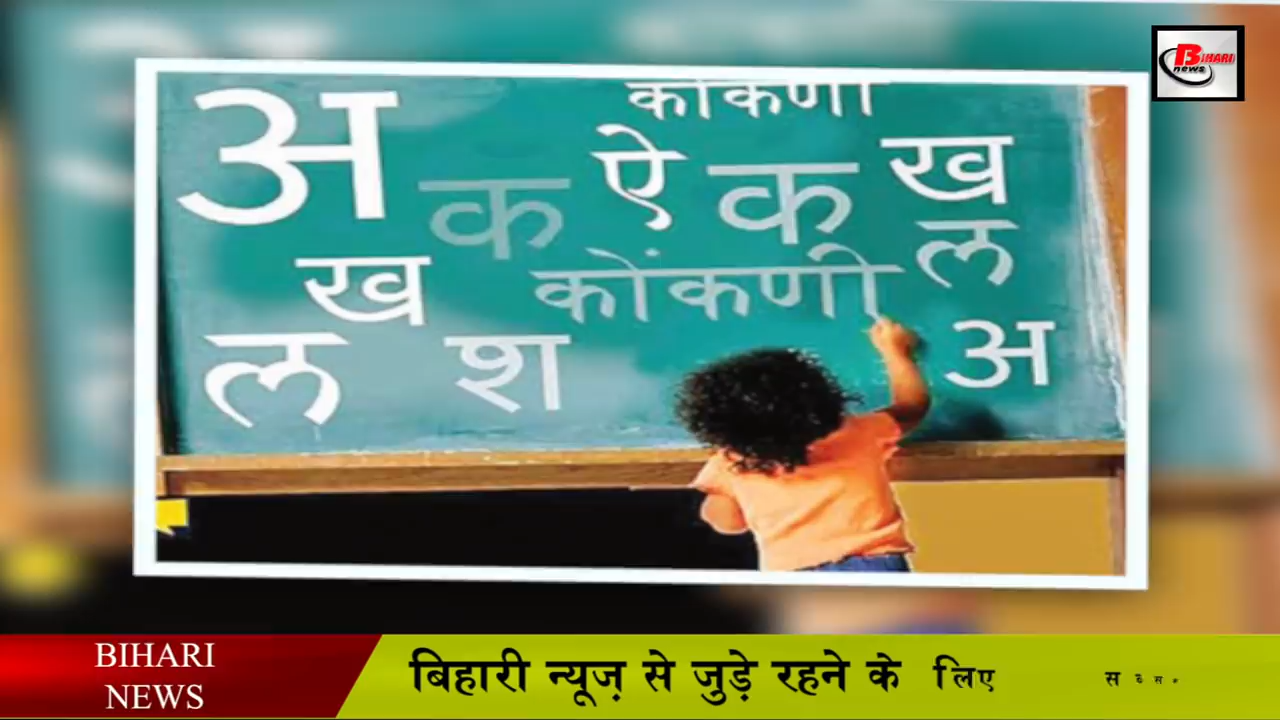 BIHARI
news
कोंकणी
अ
क
ऐ
क
ख
ल
ख
कोंकणी
ल
श
अ
BIHARI
NEWS
बिहारी न्यूज़ से जुड़े रहने के लिए